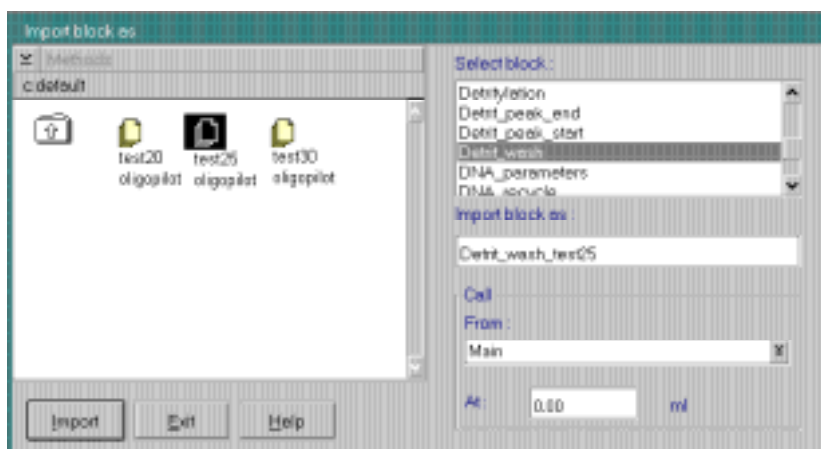 Import block as
Methods
c:default
test20
oligopilot
test25
oligopilot
test30
oligopilot
Import
Exit
Help
Select block :
Detritylation
Detrit_peak_end
Detrit_peak_start
Detrit_wash
DNA_parameters
DNA_recycle
Import block as :
Detrit_wash_test25
Call
From :
Main
At:
0.00
ml